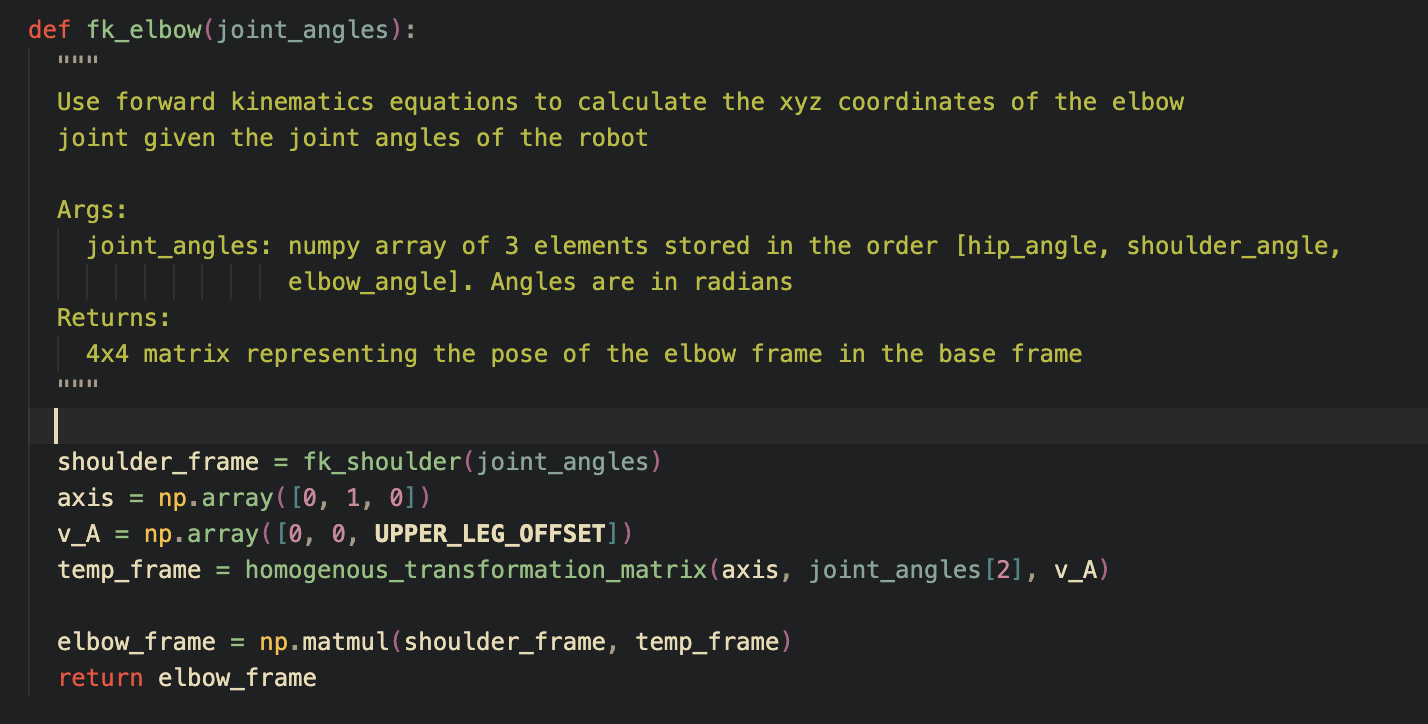 def fk_elbow(joint_angles):
"""
Use forward kinematics equations to calculate the xyz coordinates of the elbow
joint given the joint angles of the robot
Args:
joint_angles: numpy array of 3 elements stored in the order [hip_angle, shoulder_angle,
elbow_angle]. Angles are in radians
Returns:
4x4 matrix representing the pose of the elbow frame in the base frame
"""
shoulder_frame = fk_shoulder(joint_angles)
axis = np.array([0, 1, 0])
v_A = np.array([0, 0, UPPER_LEG_OFFSET])
temp_frame = homogenous_transformation_matrix(axis, joint_angles[2], v_A)
elbow_frame = np.matmul(shoulder_frame, temp_frame)
return elbow_frame